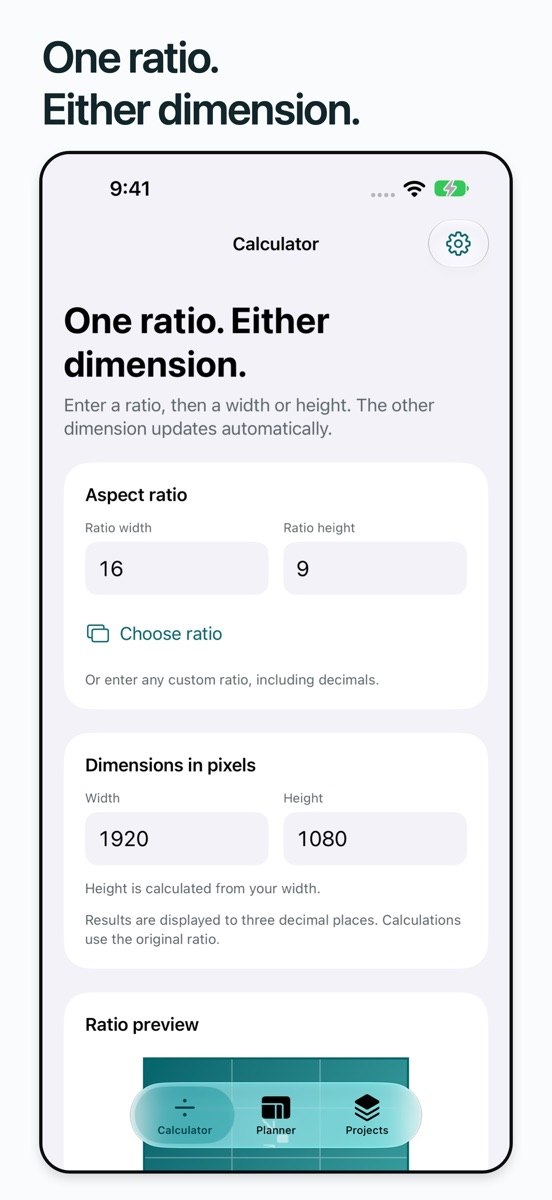 One ratio.
Either dimension.
9:41
Calculator
One ratio. Either
dimension.
Enter a ratio, then a width or height. The other
dimension updates automatically.
Aspect ratio
Ratio width
Ratio height
16
9
Choose ratio
Or enter any custom ratio, including decimals.
Dimensions in pixels
Width
Height
1920
1080
Height is calculated from your width.
Results are displayed to three decimal places. Calculations
use the original ratio.
Ratio preview
Calculator
Planner
Projects